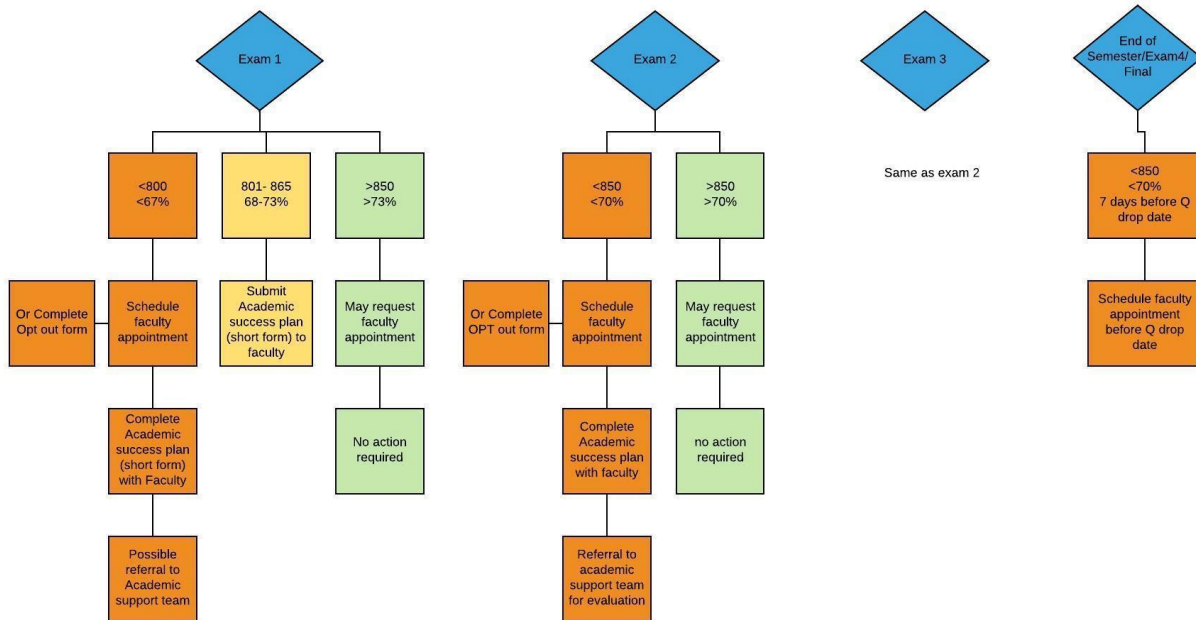 Exam 1
Exam 2
Exam 3
End of
Semester/Exam4/
Final
<800
<67%
801- 865
68-73%
>850
>73%
<850
<70%
>850
>70%
Same as exam 2
<850
<70%
7 days before Q
drop date
Or Complete
Opt out form
Schedule
faculty
appointment
Submit
Academic
success plan
(short form) to
faculty
May request
faculty
appointment
Or Complete
OPT out form
Schedule
faculty
appointment
May request
faculty
appointment
Schedule faculty
appointment
before Q drop
date
Complete
Academic
success plan
(short form)
with Faculty
No action
required
Complete
Academic
success plan
with faculty
no action
required
Possible
referral to
Academic
support team
Referral to
academic
support team
for evaluation